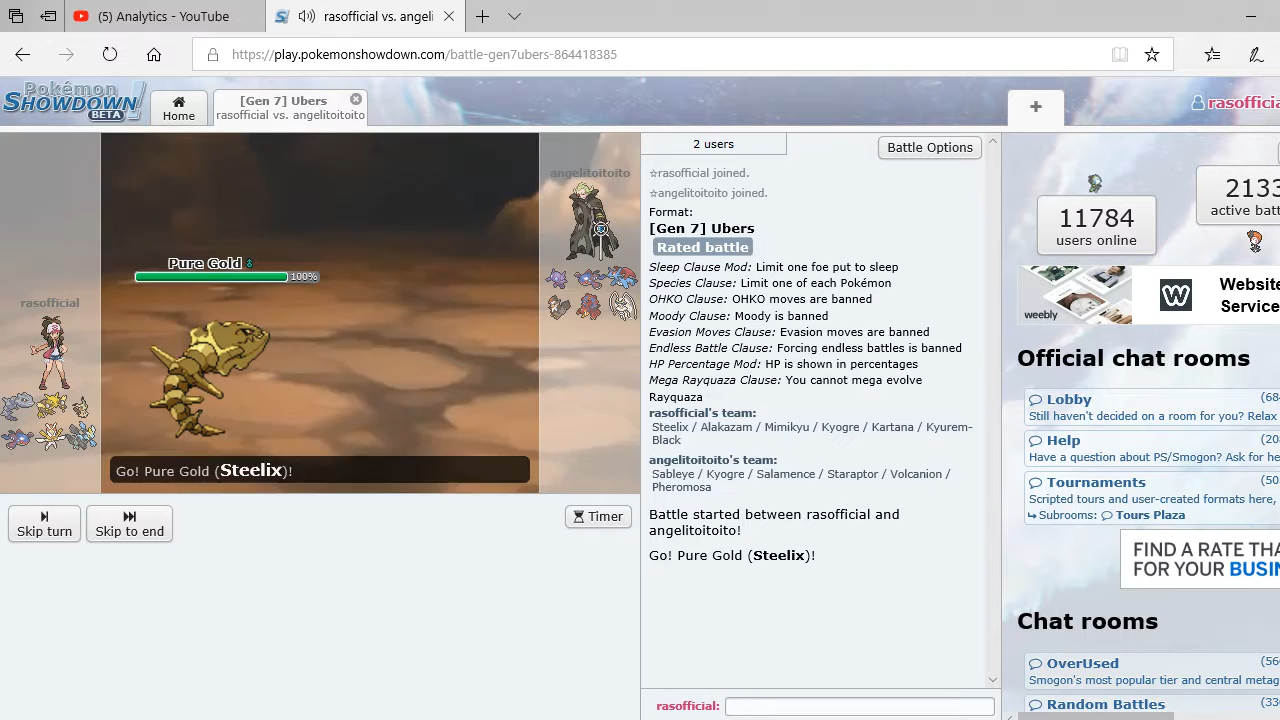 (5) Analytics - YouTube
rasofficial vs. angeli
https://play.pokemonshowdown.com/battle-gen7ubers-864418385
Pokémon
SHOWDOWN!
BETA
Home
[Gen 7] Ubers
rasofficial vs. angelitoitoito
rasofficia
2 users
Battle Options
☆rasofficial joined.
☆angelitoitoito joined.
Format:
[Gen 7] Ubers
Rated battle
Sleep Clause Mod: Limit one foe put to sleep
Species Clause: Limit one of each Pokémon
OHKO Clause: OHKO moves are banned
Moody Clause: Moody is banned
Evasion Moves Clause: Evasion moves are banned
Endless Battle Clause: Forcing endless battles is banned
HP Percentage Mod: HP is shown in percentages
Mega Rayquaza Clause: You cannot mega evolve
Rayquaza
rasofficial's team:
Steelix / Alakazam / Mimikyu / Kyogre / Kartana / Kyurem-
Black
angelitoitoito's team:
Sableye / Kyogre / Salamence / Staraptor / Volcanion /
Pheromosa
Battle started between rasofficial and
angelitoitoito!
Go! Pure Gold (Steelix)!
rasofficial:
angelitoitoito
rasofficial
Pure Gold
100%
Go! Pure Gold (Steelix)!
Skip turn
Skip to end
Timer
11784
users online
2133
active batt
weebly
W
Website
Service
Official chat rooms
Lobby
(684
Still haven't decided on a room for you? Relax
Help
(208
Have a question about PS/Smogon? Ask for he
Tournaments
(503
Scripted tours and user-created formats here,
Subrooms: Tours Plaza
FIND A RATE THA
FOR YOUR BUSIN
Chat rooms
OverUsed
(566
Smogon's most popular tier and central metag
Random Battles
(336